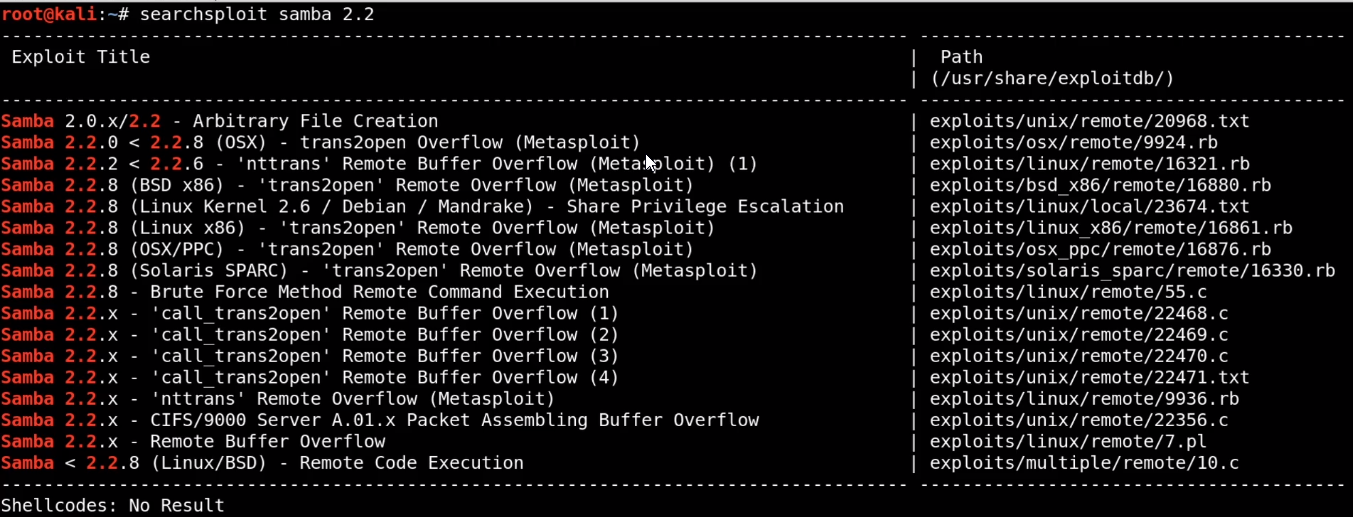 root@kali:~# searchsploit samba 2.2
--------------------------------------------------------------------------------------- ----------------------------------------
 Exploit Title                                                                         |  Path
                                                                                       | (/usr/share/exploitdb/)
--------------------------------------------------------------------------------------- ----------------------------------------
Samba 2.0.x/2.2 - Arbitrary File Creation                                              | exploits/unix/remote/20968.txt
Samba 2.2.0 < 2.2.8 (OSX) - trans2open Overflow (Metasploit)                           | exploits/osx/remote/9924.rb
Samba 2.2.2 < 2.2.6 - 'nttrans' Remote Buffer Overflow (Metasploit) (1)                | exploits/linux/remote/16321.rb
Samba 2.2.8 (BSD x86) - 'trans2open' Remote Overflow (Metasploit)                      | exploits/bsd_x86/remote/16880.rb
Samba 2.2.8 (Linux Kernel 2.6 / Debian / Mandrake) - Share Privilege Escalation        | exploits/linux/local/23674.txt
Samba 2.2.8 (Linux x86) - 'trans2open' Remote Overflow (Metasploit)                    | exploits/linux_x86/remote/16861.rb
Samba 2.2.8 (OSX/PPC) - 'trans2open' Remote Overflow (Metasploit)                      | exploits/osx_ppc/remote/16876.rb
Samba 2.2.8 (Solaris SPARC) - 'trans2open' Remote Overflow (Metasploit)                | exploits/solaris_sparc/remote/16330.rb
Samba 2.2.8 - Brute Force Method Remote Command Execution                              | exploits/linux/remote/55.c
Samba 2.2.x - 'call_trans2open' Remote Buffer Overflow (1)                             | exploits/unix/remote/22468.c
Samba 2.2.x - 'call_trans2open' Remote Buffer Overflow (2)                             | exploits/unix/remote/22469.c
Samba 2.2.x - 'call_trans2open' Remote Buffer Overflow (3)                             | exploits/unix/remote/22470.c
Samba 2.2.x - 'call_trans2open' Remote Buffer Overflow (4)                             | exploits/unix/remote/22471.txt
Samba 2.2.x - 'nttrans' Remote Overflow (Metasploit)                                   | exploits/linux/remote/9936.rb
Samba 2.2.x - CIFS/9000 Server A.01.x Packet Assembling Buffer Overflow                | exploits/unix/remote/22356.c
Samba 2.2.x - Remote Buffer Overflow                                                   | exploits/linux/remote/7.pl
Samba < 2.2.8 (Linux/BSD) - Remote Code Execution                                      | exploits/multiple/remote/10.c
--------------------------------------------------------------------------------------- ----------------------------------------
Shellcodes: No Result